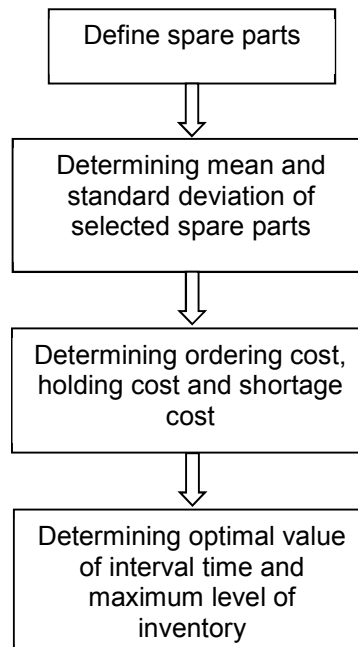 Define spare parts
Determining mean and
standard deviation of
selected spare parts
Determining ordering cost,
holding cost and shortage
cost
Determining optimal value
of interval time and
maximum level of
inventory